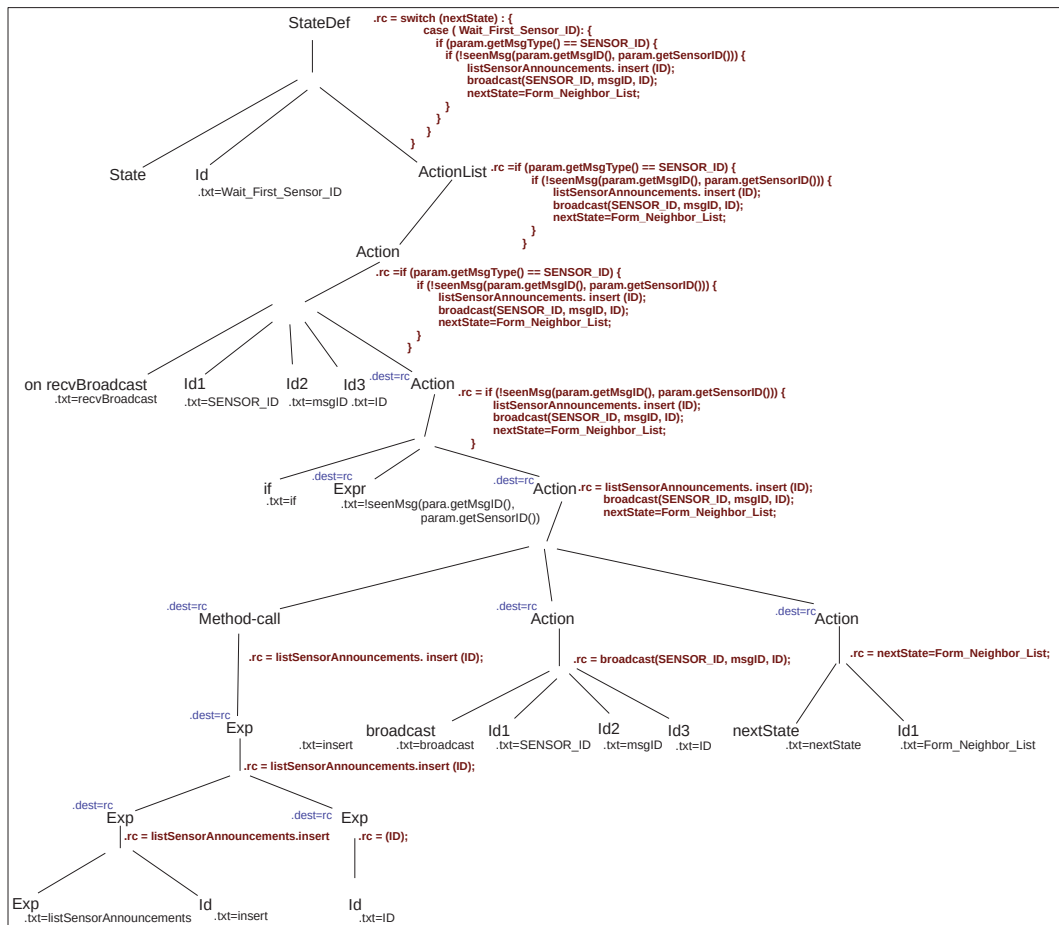 StateDef
.rc = switch (nextState) : {
case ( Wait_First_Sensor_ID): {
if (param.getMsgType() == SENSOR_ID) {
if (!seenMsg(param.getMsgID(), param.getSensorID())) {
listSensorAnnouncements. insert (ID);
broadcast(SENSOR_ID, msgID, ID);
nextState=Form_Neighbor_List;
}
}
}
}
State
Id
.txt=Wait_First_Sensor_ID
ActionList
.rc =if (param.getMsgType() == SENSOR_ID) {
if (!seenMsg(param.getMsgID(), param.getSensorID())) {
listSensorAnnouncements. insert (ID);
broadcast(SENSOR_ID, msgID, ID);
nextState=Form_Neighbor_List;
}
}
Action
.rc =if (param.getMsgType() == SENSOR_ID) {
if (!seenMsg(param.getMsgID(), param.getSensorID())) {
listSensorAnnouncements. insert (ID);
broadcast(SENSOR_ID, msgID, ID);
nextState=Form_Neighbor_List;
}
}
on recvBroadcast
.txt=recvBroadcast
Id1
.txt=SENSOR_ID
Id2
.txt=msgID
Id3
.txt=ID
.dest=rc
Action
.rc = if (!seenMsg(param.getMsgID(), param.getSensorID())) {
listSensorAnnouncements. insert (ID);
broadcast(SENSOR_ID, msgID, ID);
nextState=Form_Neighbor_List;
}
if
.txt=if
.dest=rc
Expr
.txt=!seenMsg(para.getMsgID(),
param.getSensorID())
.dest=rc
Action
.rc = listSensorAnnouncements. insert (ID);
broadcast(SENSOR_ID, msgID, ID);
nextState=Form_Neighbor_List;
.dest=rc
Method-call
.rc = listSensorAnnouncements. insert (ID);
.dest=rc
Action
.rc = broadcast(SENSOR_ID, msgID, ID);
.dest=rc
Action
.rc = nextState=Form_Neighbor_List;
.dest=rc
Exp
.txt=insert
.rc = listSensorAnnouncements.insert (ID);
broadcast
.txt=broadcast
Id1
.txt=SENSOR_ID
Id2
.txt=msgID
Id3
.txt=ID
nextState
.txt=nextState
Id1
.txt=Form_Neighbor_List
.dest=rc
Exp
.rc = listSensorAnnouncements.insert
.dest=rc
Exp
.rc = (ID);
Exp
.txt=listSensorAnnouncements
Id
.txt=insert
Id
.txt=ID